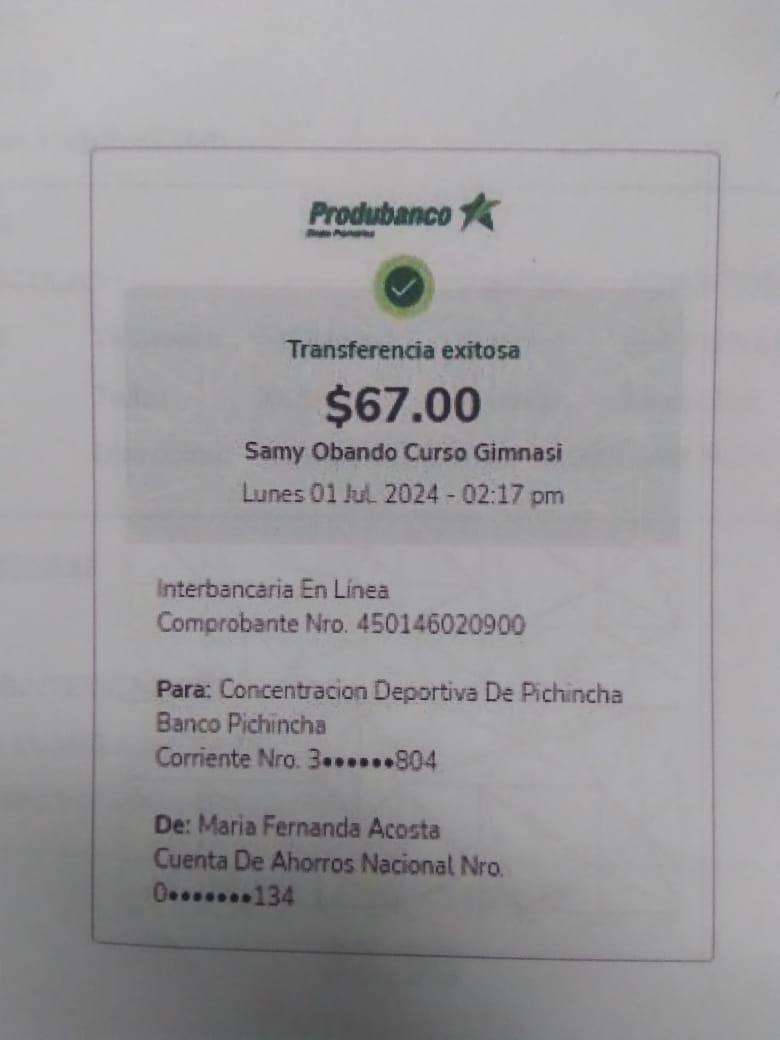 Produbanco
Grupo Promerica
Transferencia exitosa
$67.00
Samy Obando Curso Gimnasi
Lunes 01 Jul. 2024 - 02:17 pm
Interbancaria En Línea
Comprobante Nro. 450146020900
Para: Concentracion Deportiva De Pichincha
Banco Pichincha
Corriente Nro. 3••••••804
De: Maria Fernanda Acosta
Cuenta De Ahorros Nacional Nro.
0•••••••134